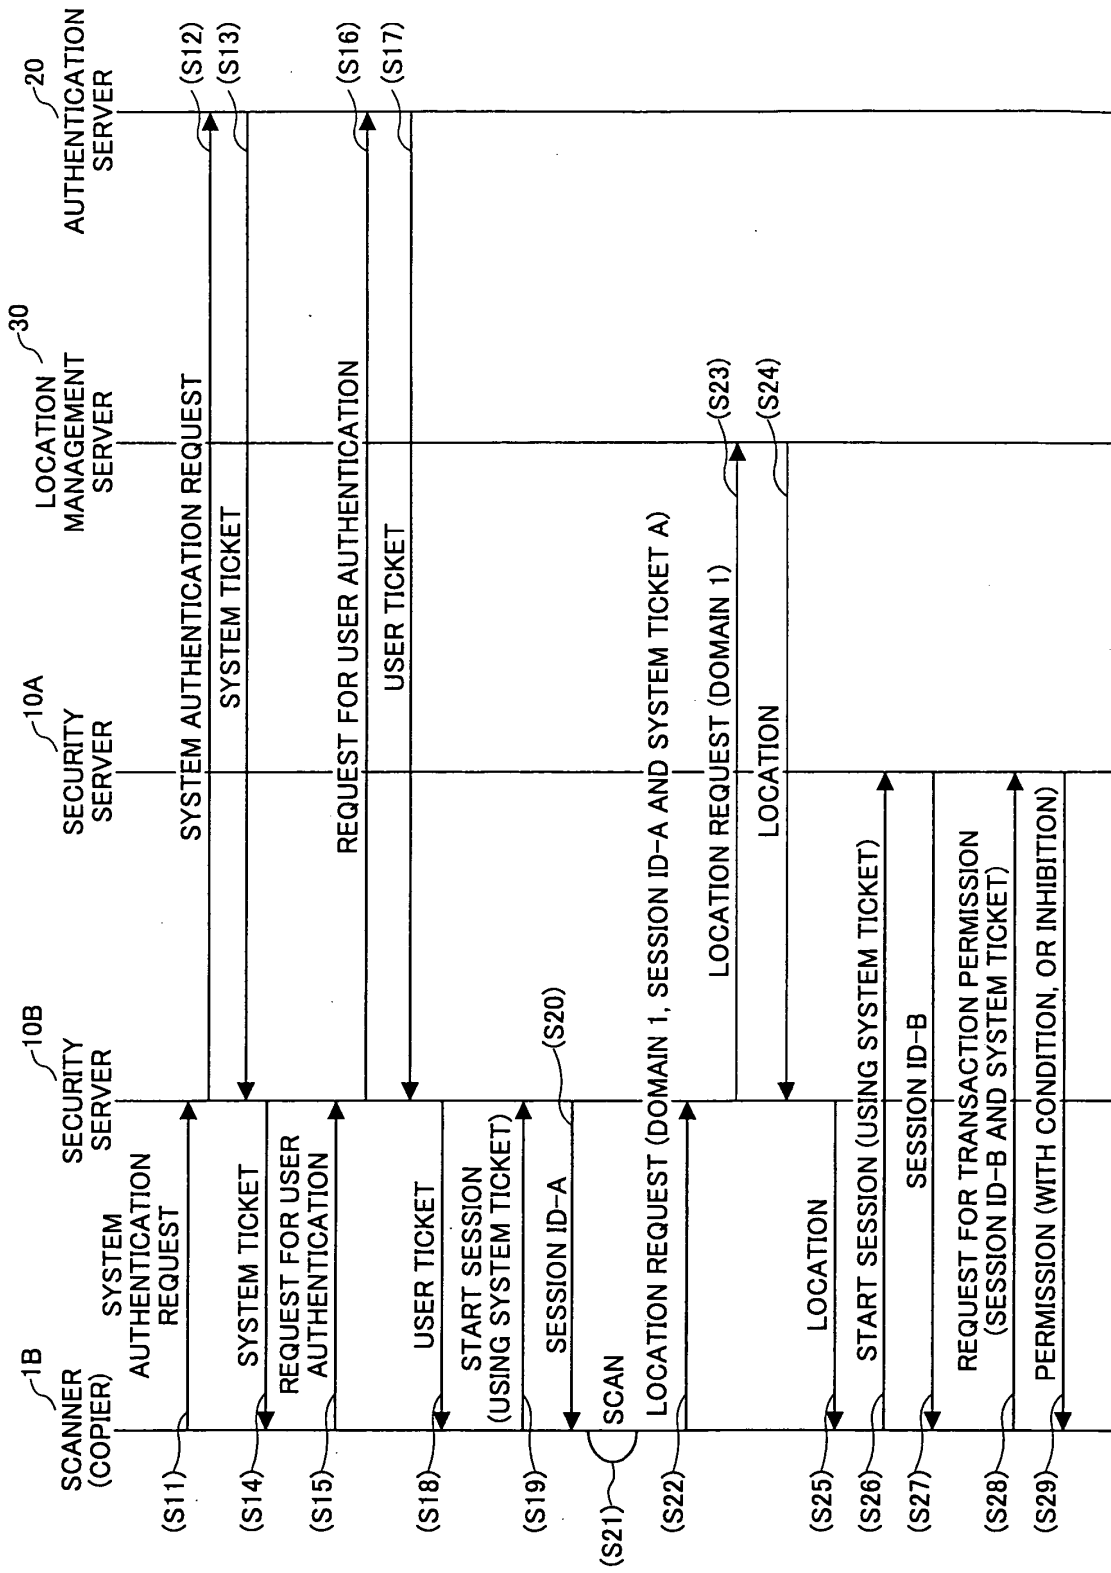 1B
SCANNER
(COPIER)
10B
SECURITY
SERVER
10A
SECURITY
SERVER
30
LOCATION
MANAGEMENT
SERVER
20
AUTHENTICATION
SERVER
(S11)
SYSTEM
AUTHENTICATION
REQUEST
SYSTEM AUTHENTICATION REQUEST
(S12)
SYSTEM TICKET
(S13)
(S14)
SYSTEM TICKET
(S15)
REQUEST FOR USER
AUTHENTICATION
REQUEST FOR USER AUTHENTICATION
(S16)
USER TICKET
(S17)
(S18)
USER TICKET
(S19)
START SESSION
(USING SYSTEM TICKET)
SESSION ID-A
(S20)
(S21)
SCAN
(S22)
LOCATION REQUEST (DOMAIN 1, SESSION ID-A AND SYSTEM TICKET A)
LOCATION REQUEST (DOMAIN 1)
(S23)
LOCATION
(S24)
(S25)
LOCATION
(S26)
START SESSION (USING SYSTEM TICKET)
(S27)
SESSION ID-B
(S28)
REQUEST FOR TRANSACTION PERMISSION
(SESSION ID-B AND SYSTEM TICKET)
(S29)
PERMISSION (WITH CONDITION, OR INHIBITION)